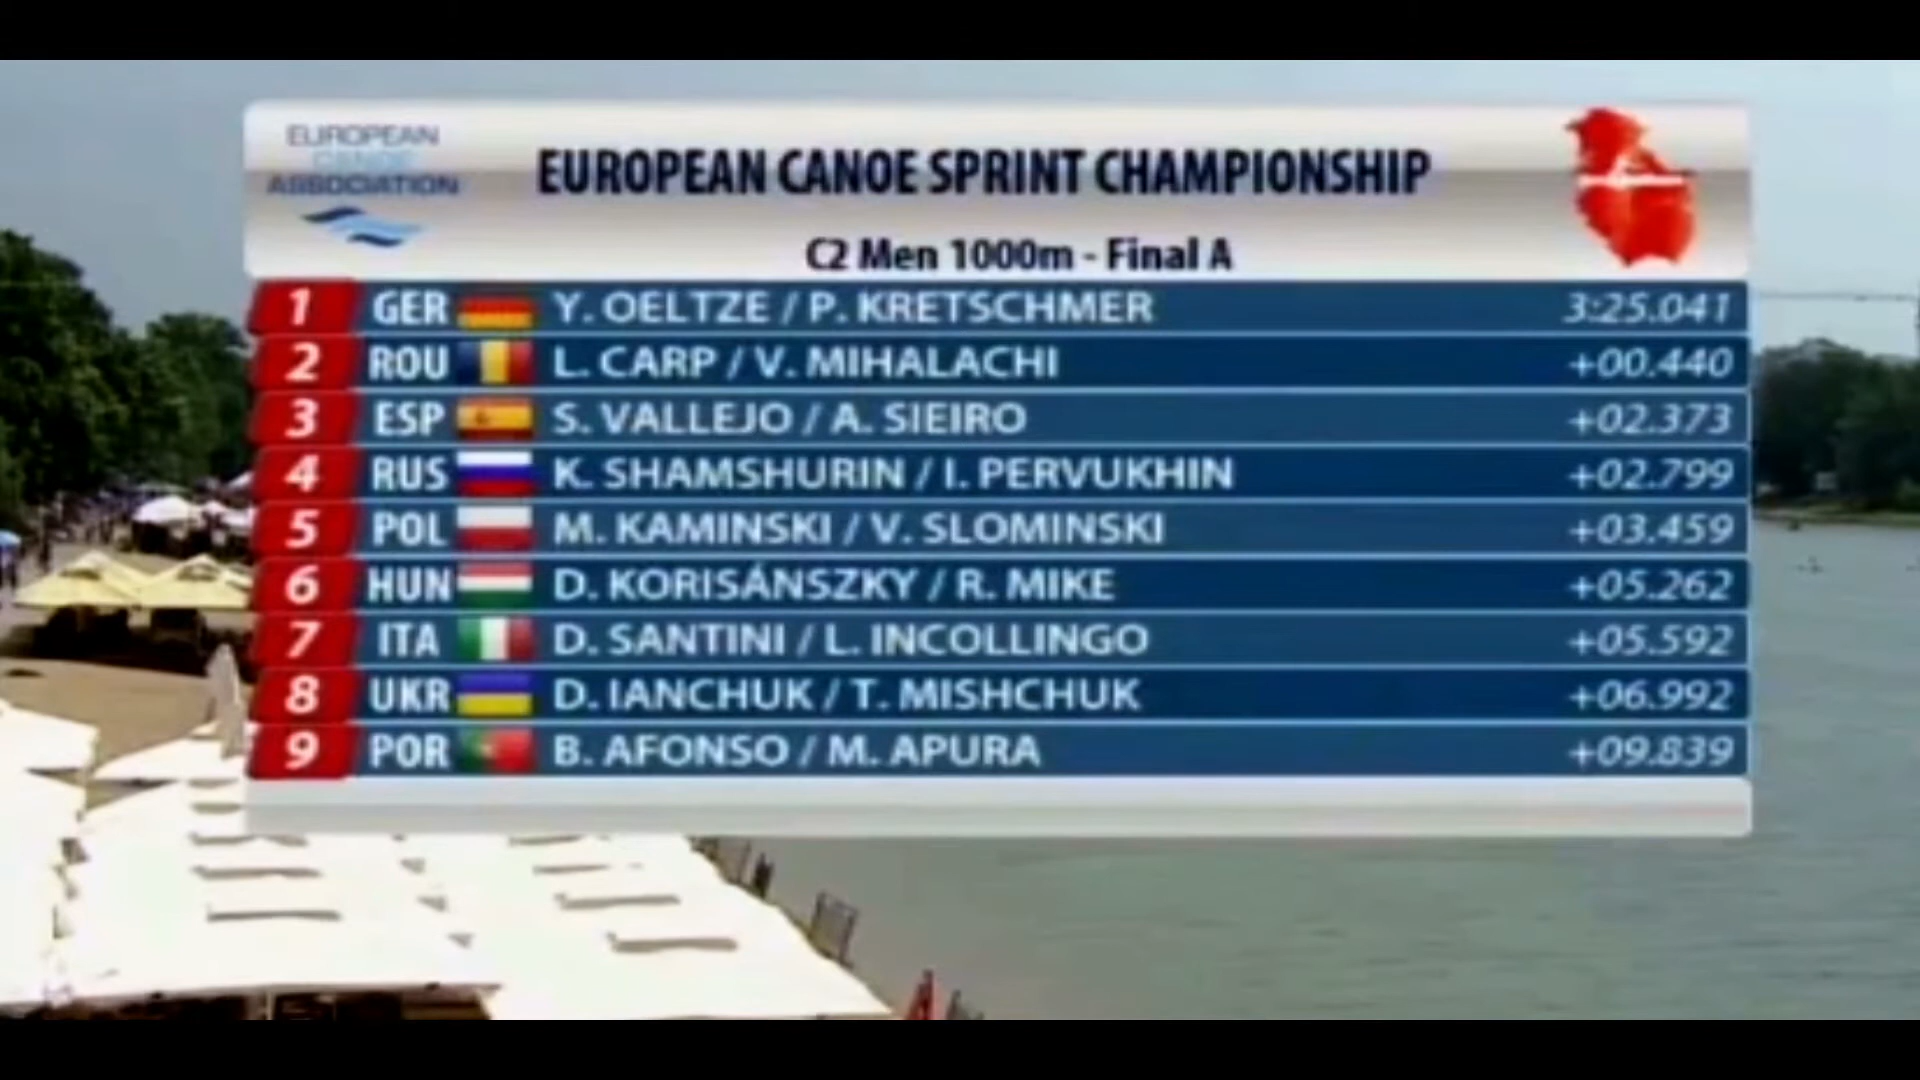 EUROPEAN
CANOE
ASSOCIATION
EUROPEAN CANOE SPRINT CHAMPIONSHIP
C2 Men 1000m - Final A
1 GER Y. OELTZE / P. KRETSCHMER 3:25.041
2 ROU L. CARP / V. MIHALACHI +00.440
3 ESP S. VALLEJO / A. SIEIRO +02.373
4 RUS K. SHAMSHURIN / I. PERVUKHIN +02.799
5 POL M. KAMINSKI / V. SLOMINSKI +03.459
6 HUN D. KORISÁNSZKY / R. MIKE +05.262
7 ITA D. SANTINI / L. INCOLLINGO +05.592
8 UKR D. IANCHUK / T. MISHCHUK +06.992
9 POR B. AFONSO / M. APURA +09.839